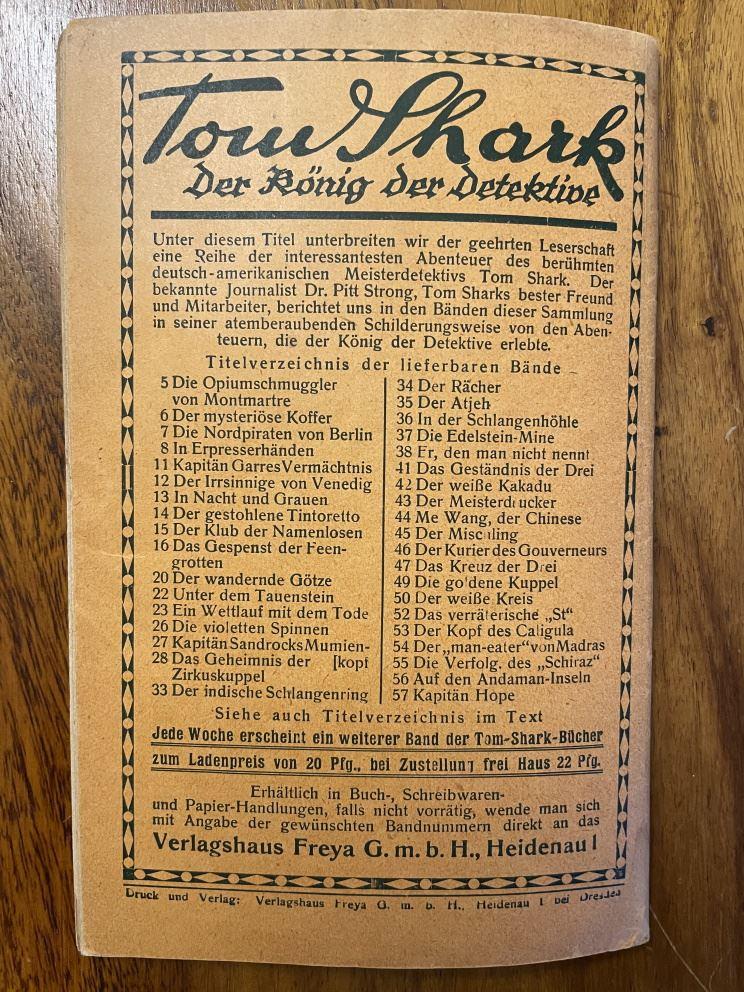 Tom Shark
Der König der Detektive
Unter diesem Titel unterbreiten wir der geehrten Leserschaft
eine Reihe der interessantesten Abenteuer des berühmten
deutsch-amerikanischen Meisterdetektivs Tom Shark. Der
bekannte Journalist Dr. Pitt Strong, Tom Sharks bester Freund
und Mitarbeiter, berichtet uns in den Bänden dieser Sammlung
in seiner atemberaubenden Schilderungsweise von den Aben-
teuern, die der König der Detektive erlebte.
Titelverzeichnis der lieferbaren Bände
5 Die Opiumschmuggler
von Montmartre
6 Der mysteriöse Koffer
7 Die Nordpiraten von Berlin
8 In Erpresserhänden
11 Kapitän Garres Vermächtnis
12 Der Irrsinnige von Venedig
13 In Nacht und Grauen
14 Der gestohlene Tintoretto
15 Der Klub der Namenlosen
16 Das Gespenst der Feen-
grotten
20 Der wandernde Götze
22 Unter dem Tauenstein
23 Ein Wettlauf mit dem Tode
26 Die violetten Spinnen
27 Kapitän Sandrocks Mumien-
28 Das Geheimnis der [kopf
Zirkuskuppel
33 Der indische Schlangenring
34 Der Rächer
35 Der Atjeh
36 In der Schlangenhöhle
37 Die Edelstein-Mine
38 Er, den man nicht nennt
41 Das Geständnis der Drei
42 Der weiße Kakadu
43 Der Meisterdrucker
44 Me Wang, der Chinese
45 Der Mischling
46 Der Kurier des Gouverneurs
47 Das Kreuz der Drei
49 Die goldene Kuppel
50 Der weiße Kreis
52 Das verräterische „St“
53 Der Kopf des Caligula
54 Der „man-eater“ von Madras
55 Die Verfolg. des „Schiraz“
56 Auf den Andaman-Inseln
57 Kapitän Hope
Siehe auch Titelverzeichnis im Text
Jede Woche erscheint ein weiterer Band der Tom-Shark-Bücher
zum Ladenpreis von 20 Pfg., bei Zustellung frei Haus 22 Pfg.
Erhältlich in Buch-, Schreibwaren-
und Papier-Handlungen, falls nicht vorrätig, wende man sich
mit Angabe der gewünschten Bandnummern direkt an das
Verlagshaus Freya G. m. b. H., Heidenau I
Druck und Verlag: Verlagshaus Freya G. m. b. H., Heidenau I bei Dresden